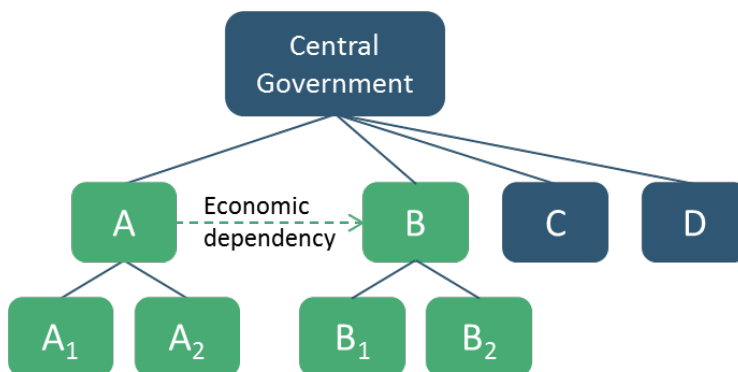 Central
Government
A
Economic
dependency
B
C
D
A₁
A₂
B₁
B₂